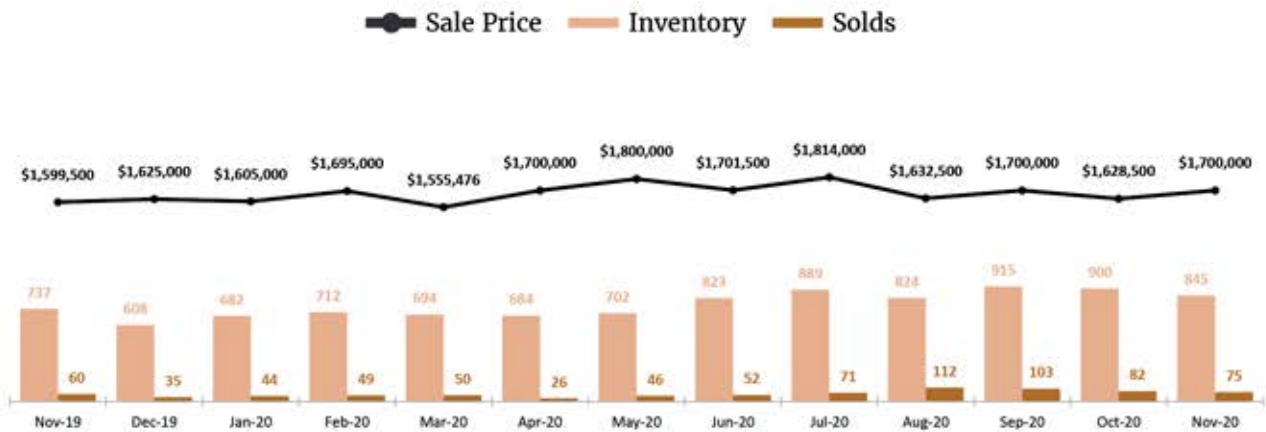 Sale Price Inventory Solds
$1,599,500 $1,625,000 $1,605,000 $1,695,000 $1,555,476 $1,700,000 $1,800,000 $1,701,500 $1,814,000 $1,632,500 $1,700,000 $1,628,500 $1,700,000
737 608 682 712 694 684 702 823 889 824 915 900 845
60 35 44 49 50 26 46 52 71 112 103 82 75
Nov-19 Dec-19 Jan-20 Feb-20 Mar-20 Apr-20 May-20 Jun-20 Jul-20 Aug-20 Sep-20 Oct-20 Nov-20